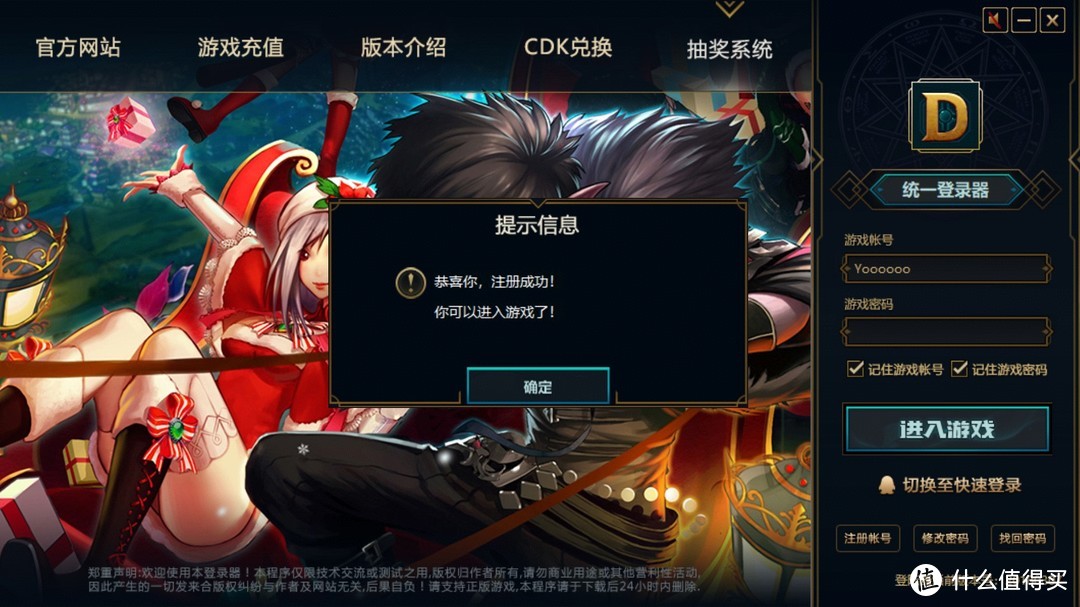 官方网站
游戏充值
版本介绍
CDK兑换
抽奖系统
D
统一登录器
游戏帐号
Yoooooo
游戏密码
记住游戏帐号 记住游戏密码
进入游戏
切换至快速登录
注册帐号 修改密码 找回密码
提示信息
恭喜你，注册成功！
你可以进入游戏了！
确定
郑重声明:欢迎使用本登录器！本程序仅限技术交流或测试之用,版权归作者所有,请勿商业用途或其他营利性活动,
因此产生的一切发来合版权纠纷与作者及网站无关,后果自负！请支持正版游戏,本程序请于下载后24小时内删除.
值 什么值得买